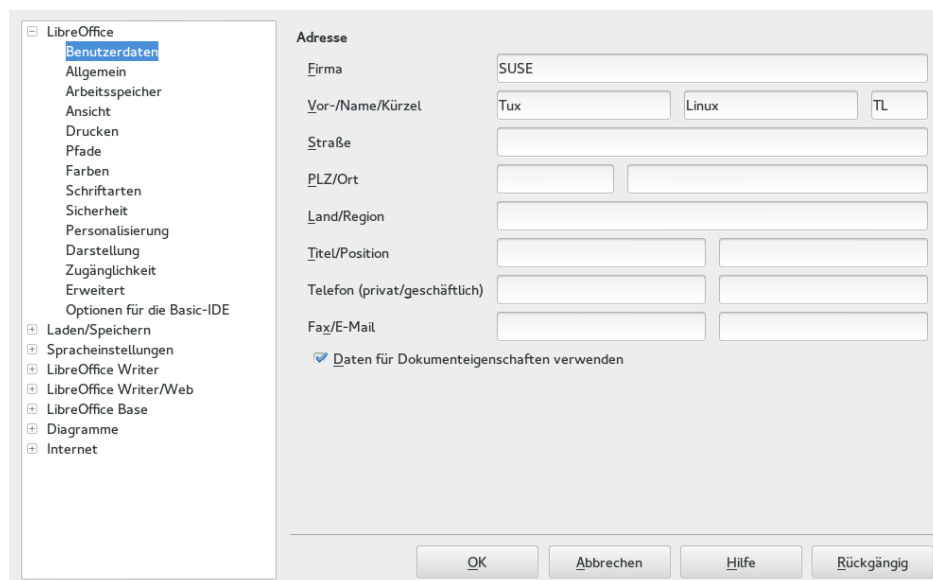 LibreOffice
Benutzerdaten
Allgemein
Arbeitsspeicher
Ansicht
Drucken
Pfade
Farben
Schriftarten
Sicherheit
Personalisierung
Darstellung
Zugänglichkeit
Erweitert
Optionen für die Basic-IDE
Laden/Speichern
Spracheinstellungen
LibreOffice Writer
LibreOffice Writer/Web
LibreOffice Base
Diagramme
Internet
Adresse
Firma SUSE
Vor-/Name/Kürzel Tux Linux TL
Straße
PLZ/Ort
Land/Region
Titel/Position
Telefon (privat/geschäftlich)
Fax/E-Mail
Daten für Dokumenteigenschaften verwenden
OK Abbrechen Hilfe Rückgängig